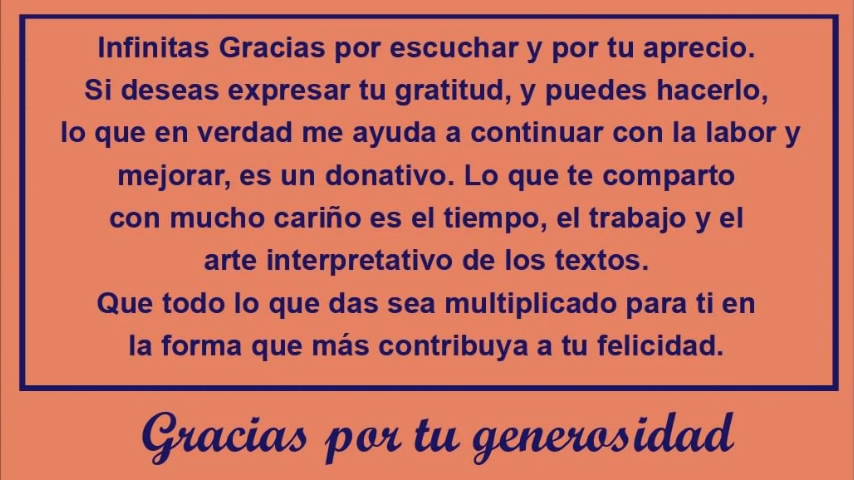 Infinitas Gracias por escuchar y por tu aprecio.
Si deseas expresar tu gratitud, y puedes hacerlo,
lo que en verdad me ayuda a continuar con la labor y
mejorar, es un donativo. Lo que te comparto
con mucho cariño es el tiempo, el trabajo y el
arte interpretativo de los textos.
Que todo lo que das sea multiplicado para ti en
la forma que más contribuya a tu felicidad.
Gracias por tu generosidad